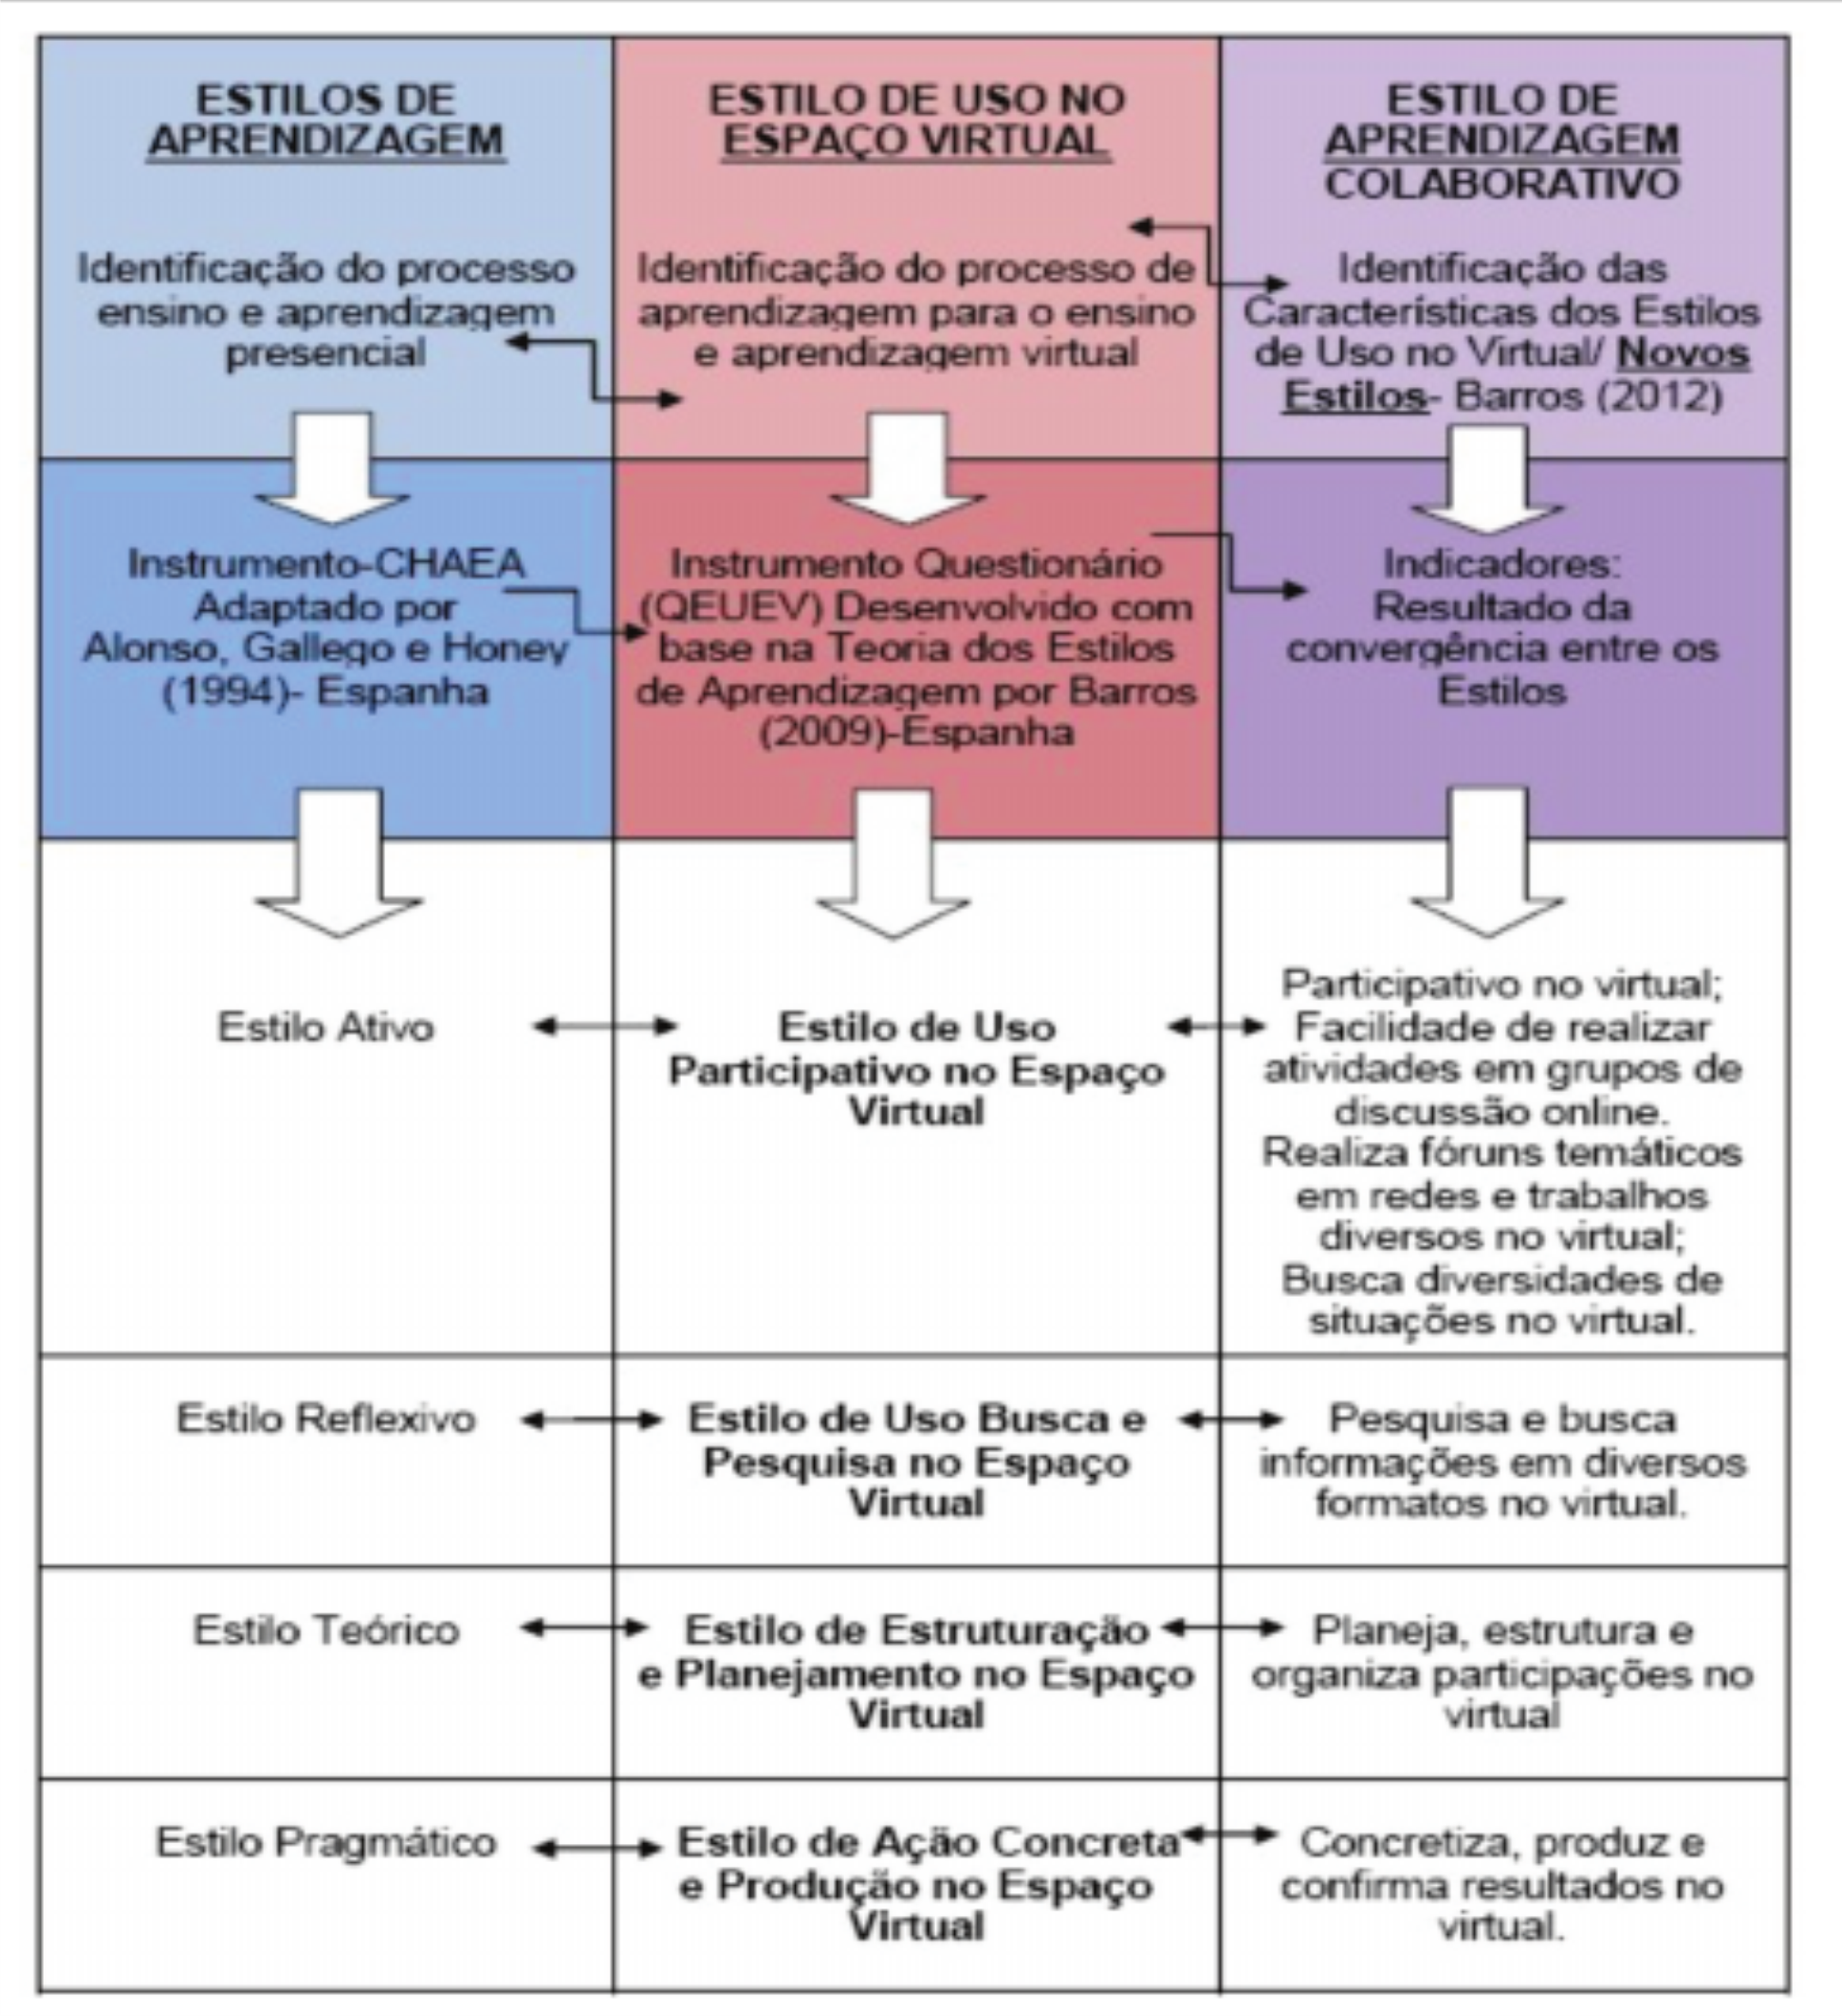 ESTILOS DE
APRENDIZAGEM
Identificação do processo
ensino e aprendizagem
presencial
ESTILO DE USO NO
ESPAÇO VIRTUAL
Identificação do processo de
aprendizagem para o ensino
e aprendizagem virtual
ESTILO DE
APRENDIZAGEM
COLABORATIVO
Identificação das
Características dos Estilos
de Uso no Virtual/ Novos
Estilos- Barros (2012)
Instrumento-CHAEA
Adaptado por
Alonso, Gallego e Honey
(1994)- Espanha
Instrumento Questionário
(QEUEV) Desenvolvido com
base na Teoria dos Estilos
de Aprendizagem por Barros
(2009)-Espanha
Indicadores:
Resultado da
convergência entre os
Estilos
Estilo Ativo
Estilo de Uso
Participativo no Espaço
Virtual
Participativo no virtual;
Facilidade de realizar
atividades em grupos de
discussão online.
Realiza fóruns temáticos
em redes e trabalhos
diversos no virtual;
Busca diversidades de
situações no virtual.
Estilo Reflexivo
Estilo de Uso Busca e
Pesquisa no Espaço
Virtual
Pesquisa e busca
informações em diversos
formatos no virtual.
Estilo Teórico
Estilo de Estruturação
e Planejamento no Espaço
Virtual
Planeja, estrutura e
organiza participações no
virtual
Estilo Pragmático
Estilo de Ação Concreta
e Produção no Espaço
Virtual
Concretiza, produz e
confirma resultados no
virtual.